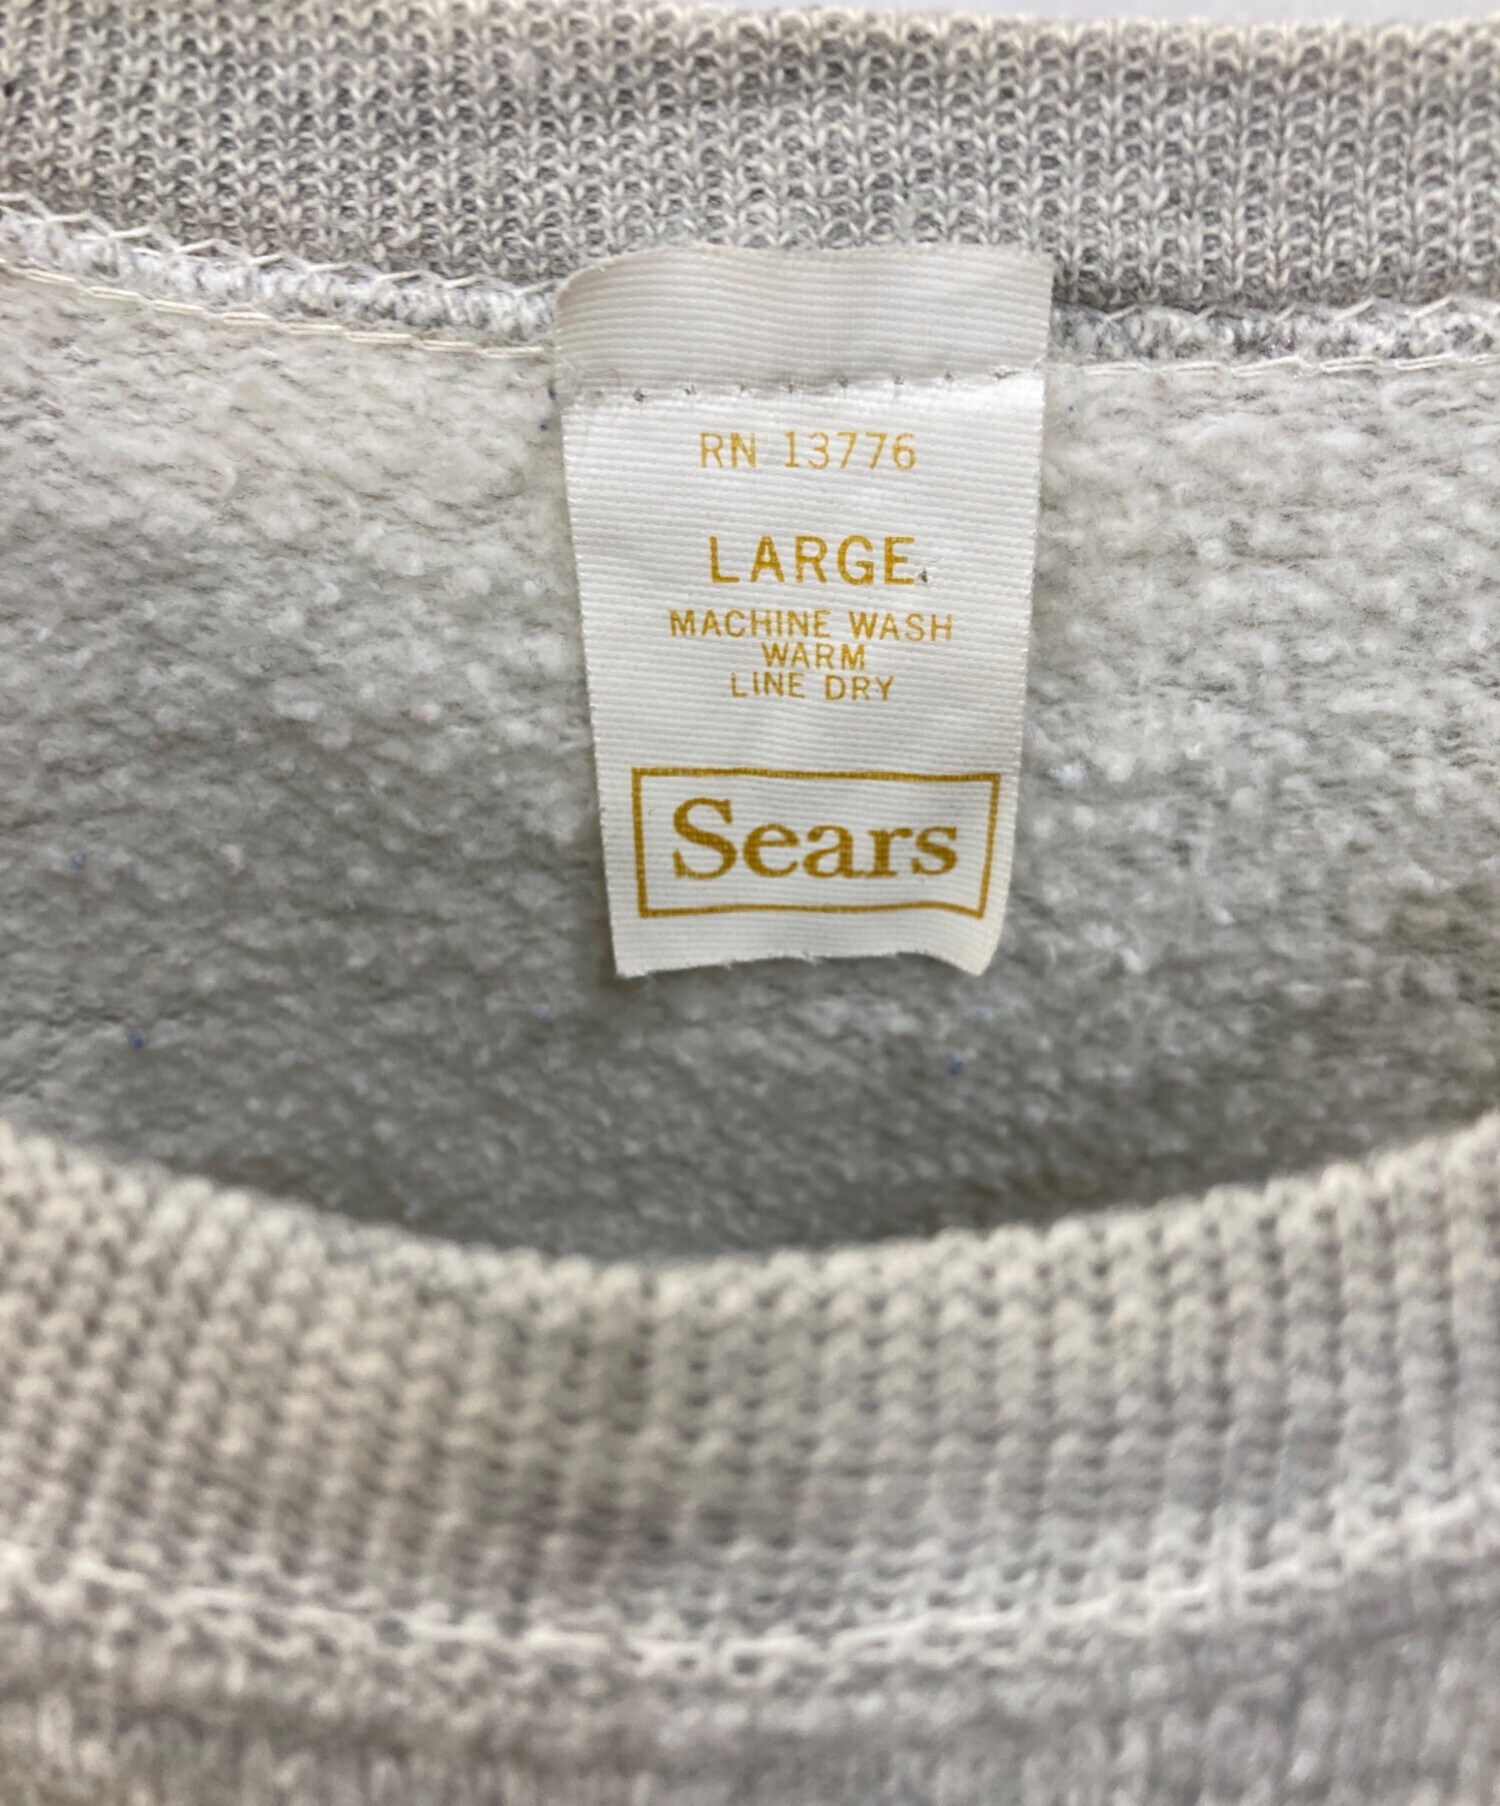 RN 13776
LARGE
MACHINE WASH
WARM
LINE DRY
Sears